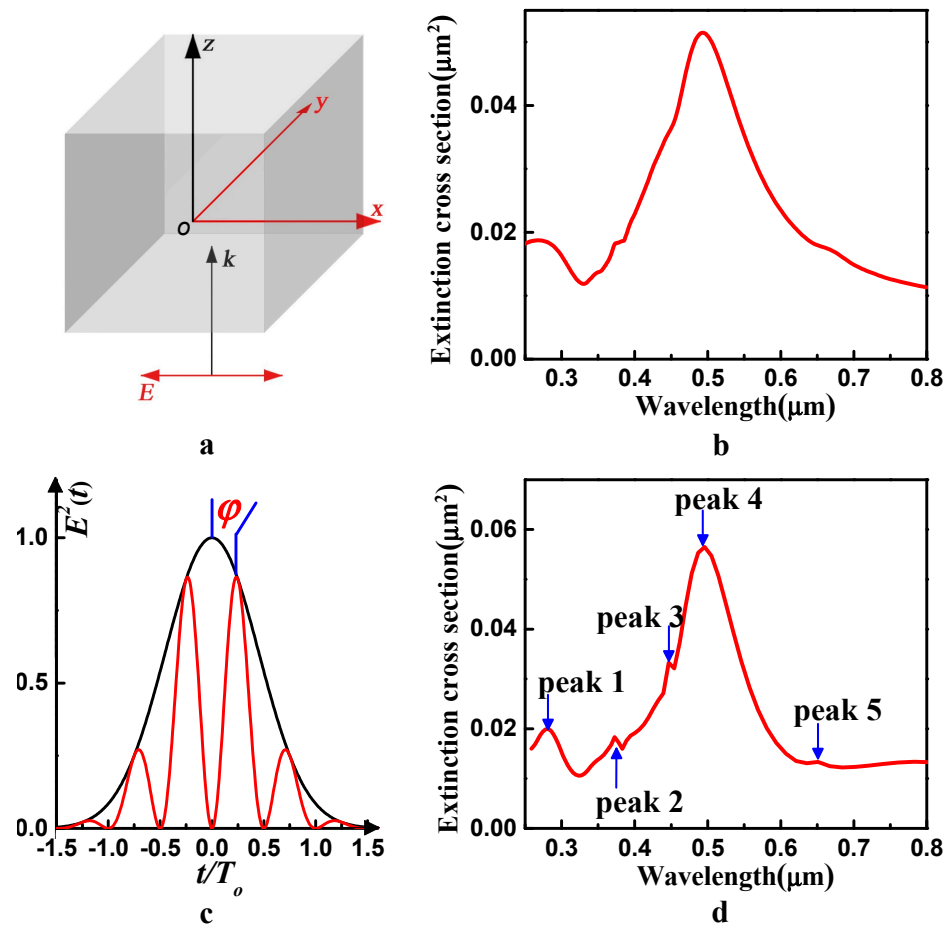 z
y
x
o
k
E
a
Extinction cross section(μm²)
0.04
0.02
0.00
0.3 0.4 0.5 0.6 0.7 0.8
Wavelength(μm)
b
E²(t)
φ
1.0
0.5
0.0
-1.5 -1.0 -0.5 0.0 0.5 1.0 1.5
t/Tₒ
c
Extinction cross section(μm²)
0.06
0.04
0.02
0.00
peak 4
peak 3
peak 1
peak 5
peak 2
0.3 0.4 0.5 0.6 0.7 0.8
Wavelength(μm)
d